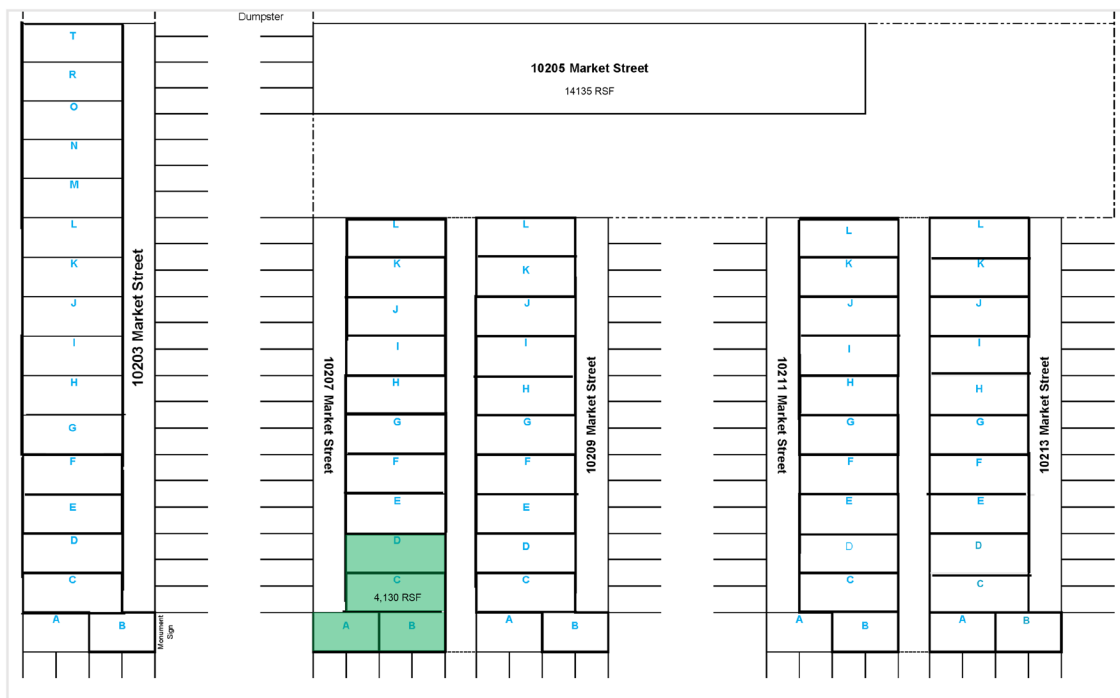 Dumpster
10205 Market Street
14135 RSF
T
R
O
N
M
L
K
J
I
H
G
F
E
D
C
A
B
10203 Market Street
Monument
Sign
10207 Market Street
L
K
J
I
H
G
F
E
D
C
4,130 RSF
A
B
L
K
J
I
H
G
F
E
D
C
A
B
10209 Market Street
10211 Market Street
L
K
J
I
H
G
F
E
D
C
A
B
L
K
J
I
H
G
F
E
D
C
A
B
10213 Market Street